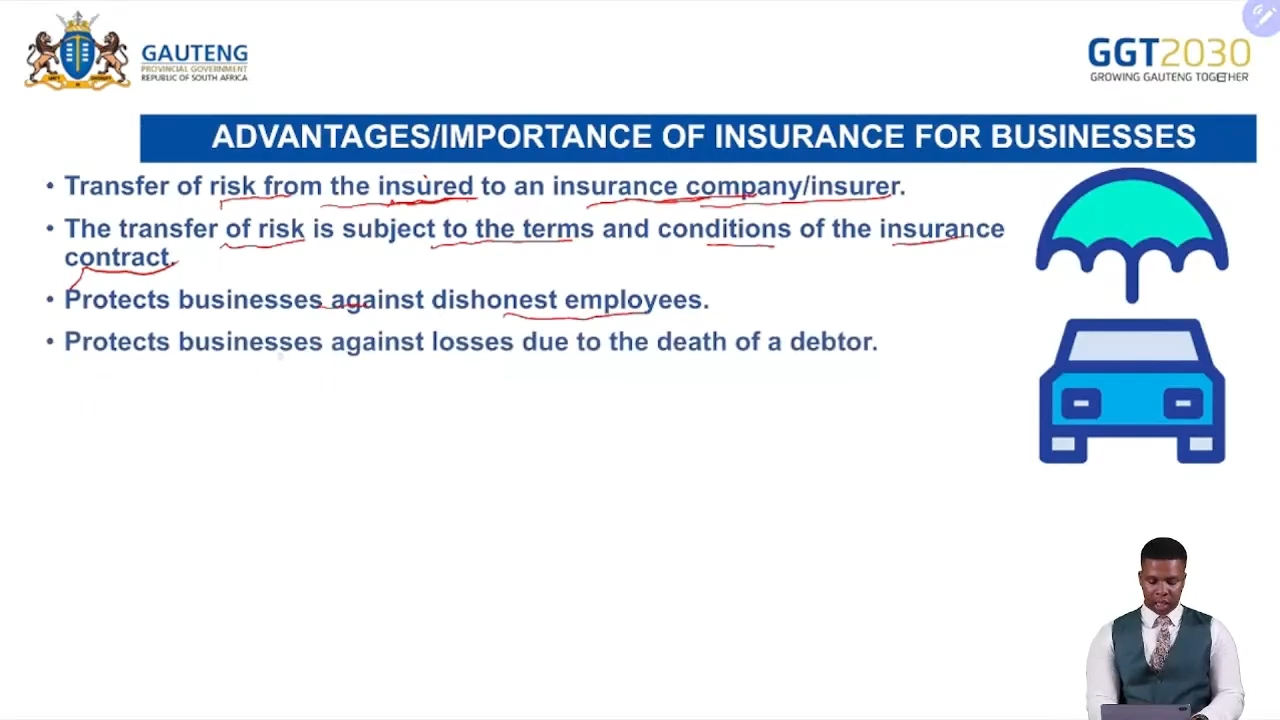 GAUTENG
PROVINCIAL GOVERNMENT
REPUBLIC OF SOUTH AFRICA
GGT2030
GROWING GAUTENG TOGETHER
ADVANTAGES/IMPORTANCE OF INSURANCE FOR BUSINESSES
• Transfer of risk from the insured to an insurance company/insurer.
• The transfer of risk is subject to the terms and conditions of the insurance
contract.
• Protects businesses against dishonest employees.
• Protects businesses against losses due to the death of a debtor.